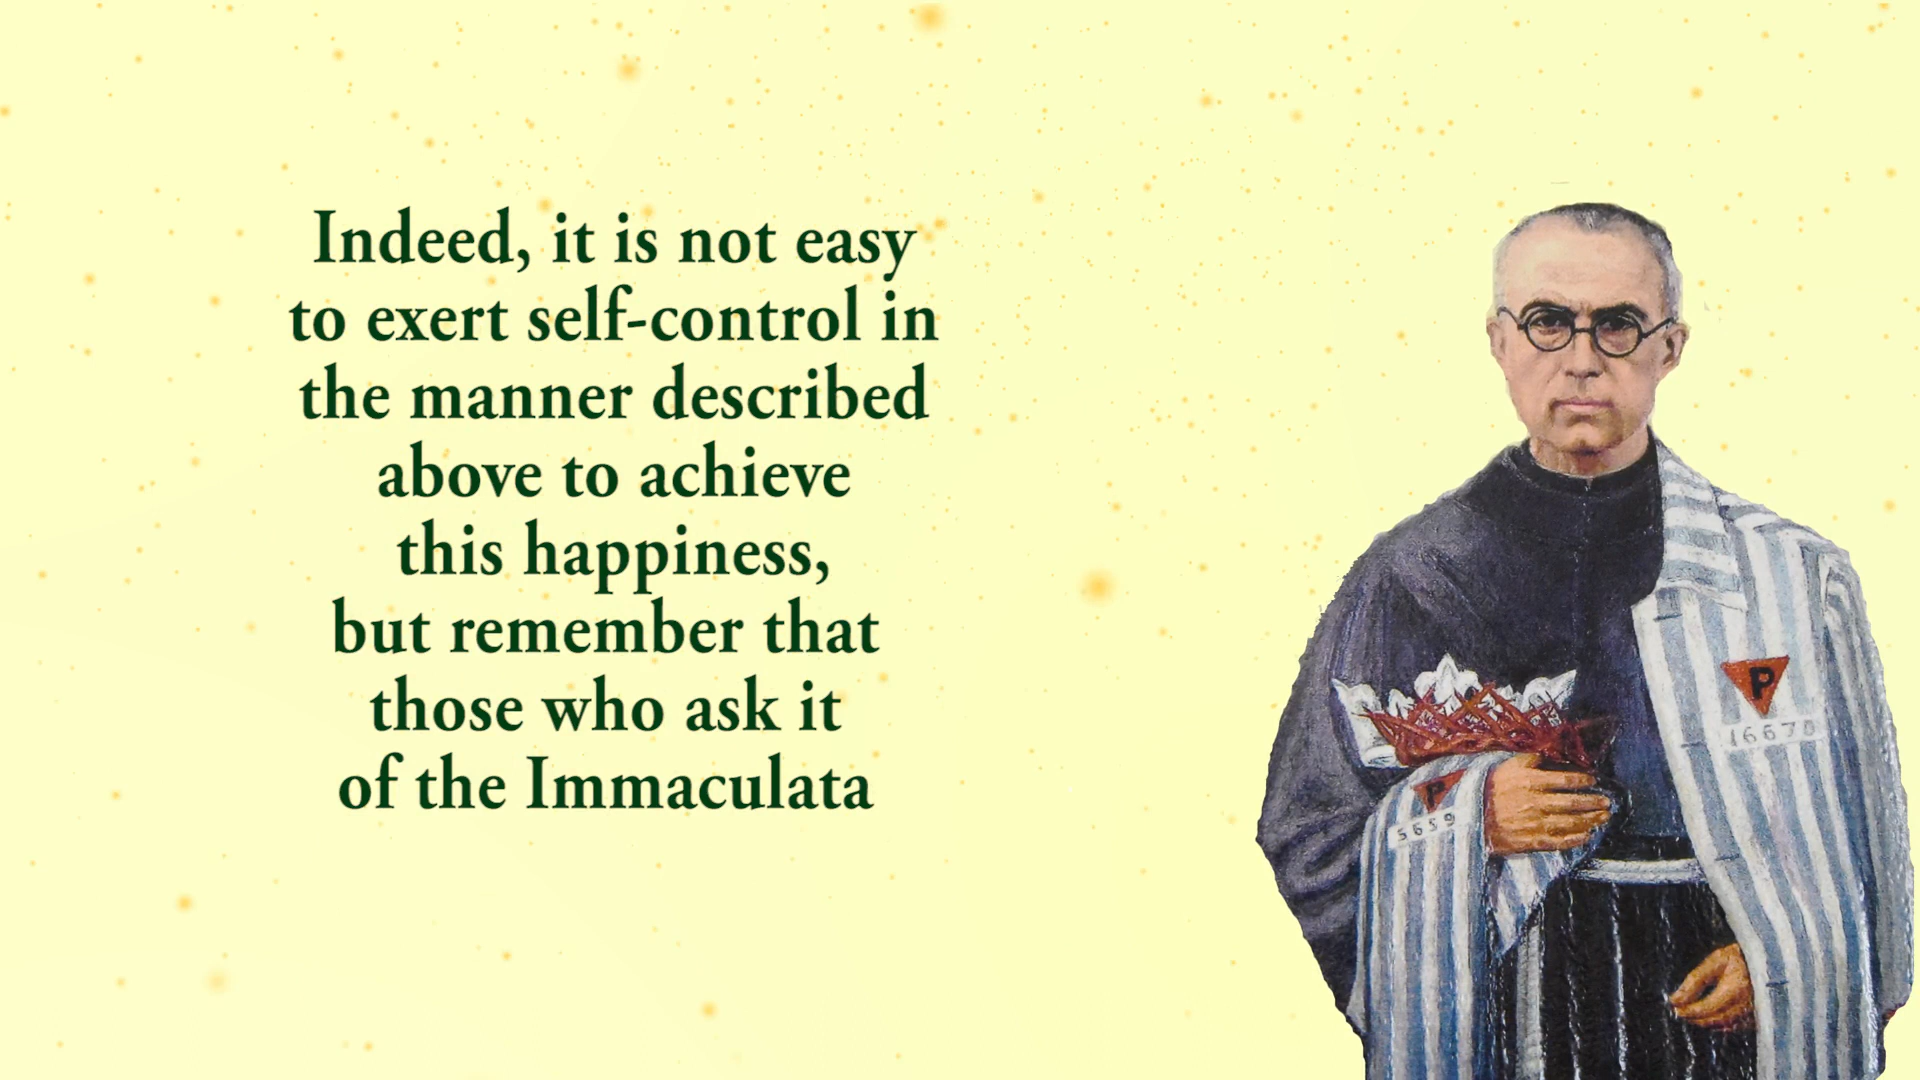 Indeed, it is not easy
to exert self-control in
the manner described
above to achieve
this happiness,
but remember that
those who ask it
of the Immaculata
P
16670
P
5659